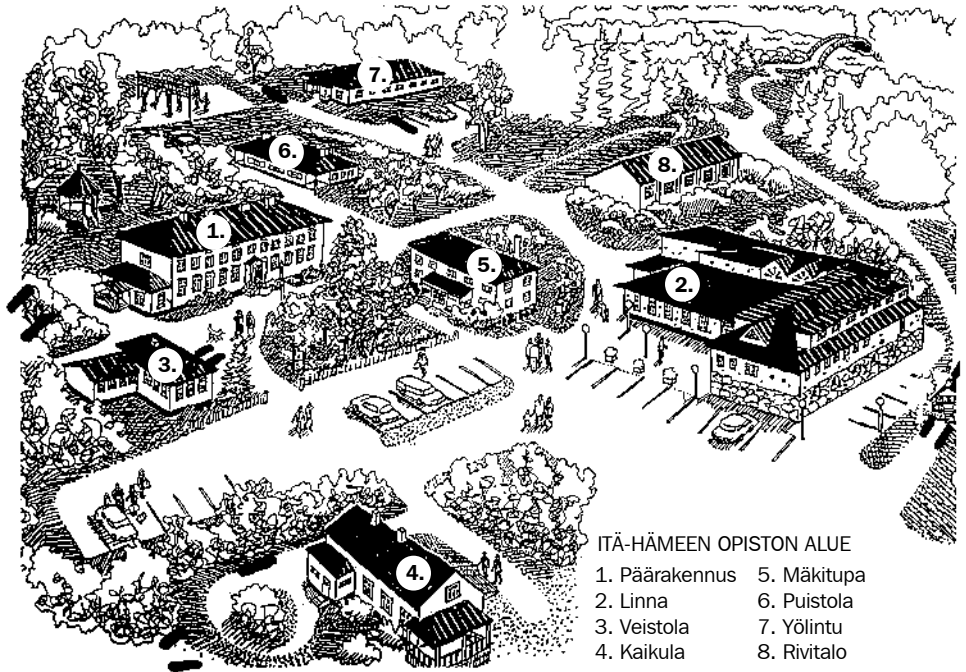 7.
6.
8.
1.
5.
2.
3.
4.
ITÄ-HÄMEEN OPISTON ALUE
1. Päärakennus 5. Mäkitupa
2. Linna 6. Puistola
3. Veistola 7. Yölintu
4. Kaikula 8. Rivitalo